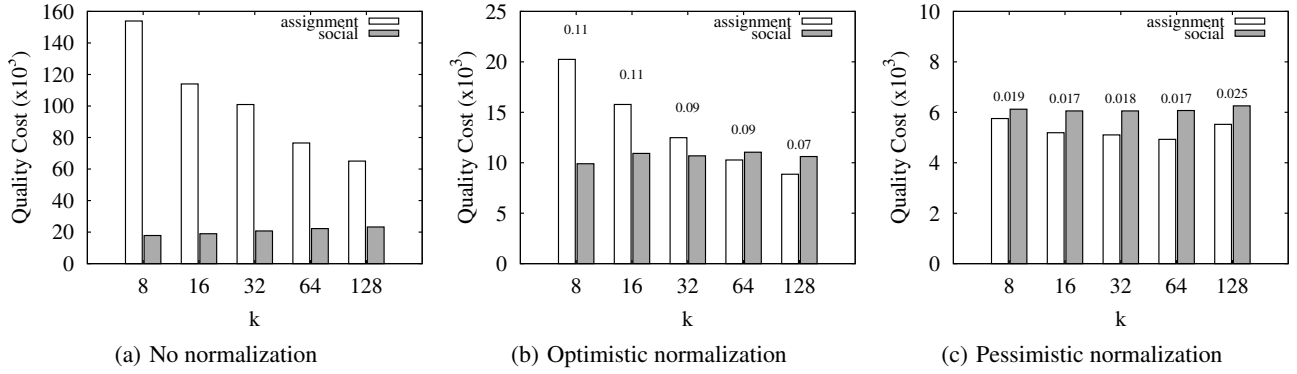 Quality Cost (x10³)
160
140
120
100
80
60
40
20
0
assignment
social
8 16 32 64 128
k
(a) No normalization
Quality Cost (x10³)
25
20
15
10
5
0
assignment
social
0.11
0.11
0.09
0.09
0.07
8 16 32 64 128
k
(b) Optimistic normalization
Quality Cost (x10³)
10
8
6
4
2
0
assignment
social
0.019 0.017 0.018 0.017 0.025
8 16 32 64 128
k
(c) Pessimistic normalization